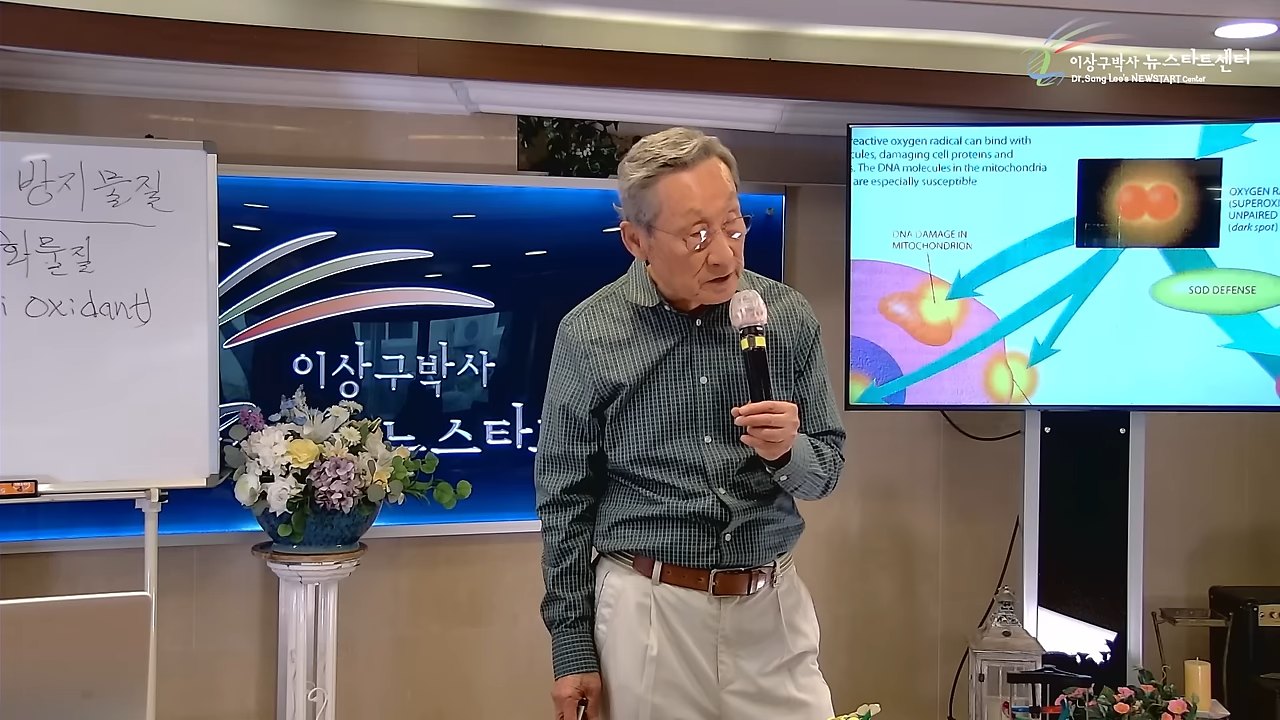 이상구박사 뉴스타트센터
Dr. Sang Lee's NEWSTART Center
방지물질
화물질
i oxidant
이상구박사
뉴스타
reactive oxygen radical can bind with
cules, damaging cell proteins and
s. The DNA molecules in the mitochondria
are especially susceptible
DNA DAMAGE IN
MITOCHONDRION
OXYGEN RA
(SUPEROXI
UNPAIRED
(dark spot)
SOD DEFENSE